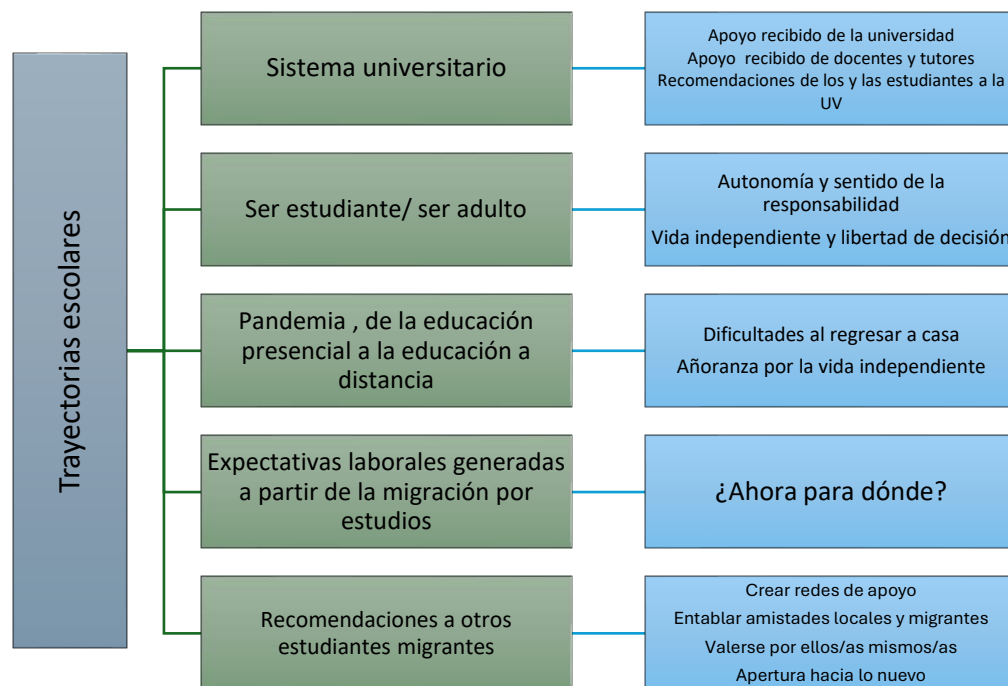 Trayectorias escolares
Sistema universitario
Apoyo recibido de la universidad
Apoyo recibido de docentes y tutores
Recomendaciones de los y las estudiantes a la
UV
Ser estudiante/ ser adulto
Autonomía y sentido de la
responsabilidad
Vida independiente y libertad de decisión
Pandemia , de la educación
presencial a la educación a
distancia
Dificultades al regresar a casa
Añoranza por la vida independiente
Expectativas laborales generadas
a partir de la migración por
estudios
¿Ahora para dónde?
Recomendaciones a otros
estudiantes migrantes
Crear redes de apoyo
Entablar amistades locales y migrantes
Valerse por ellos/as mismos/as
Apertura hacia lo nuevo